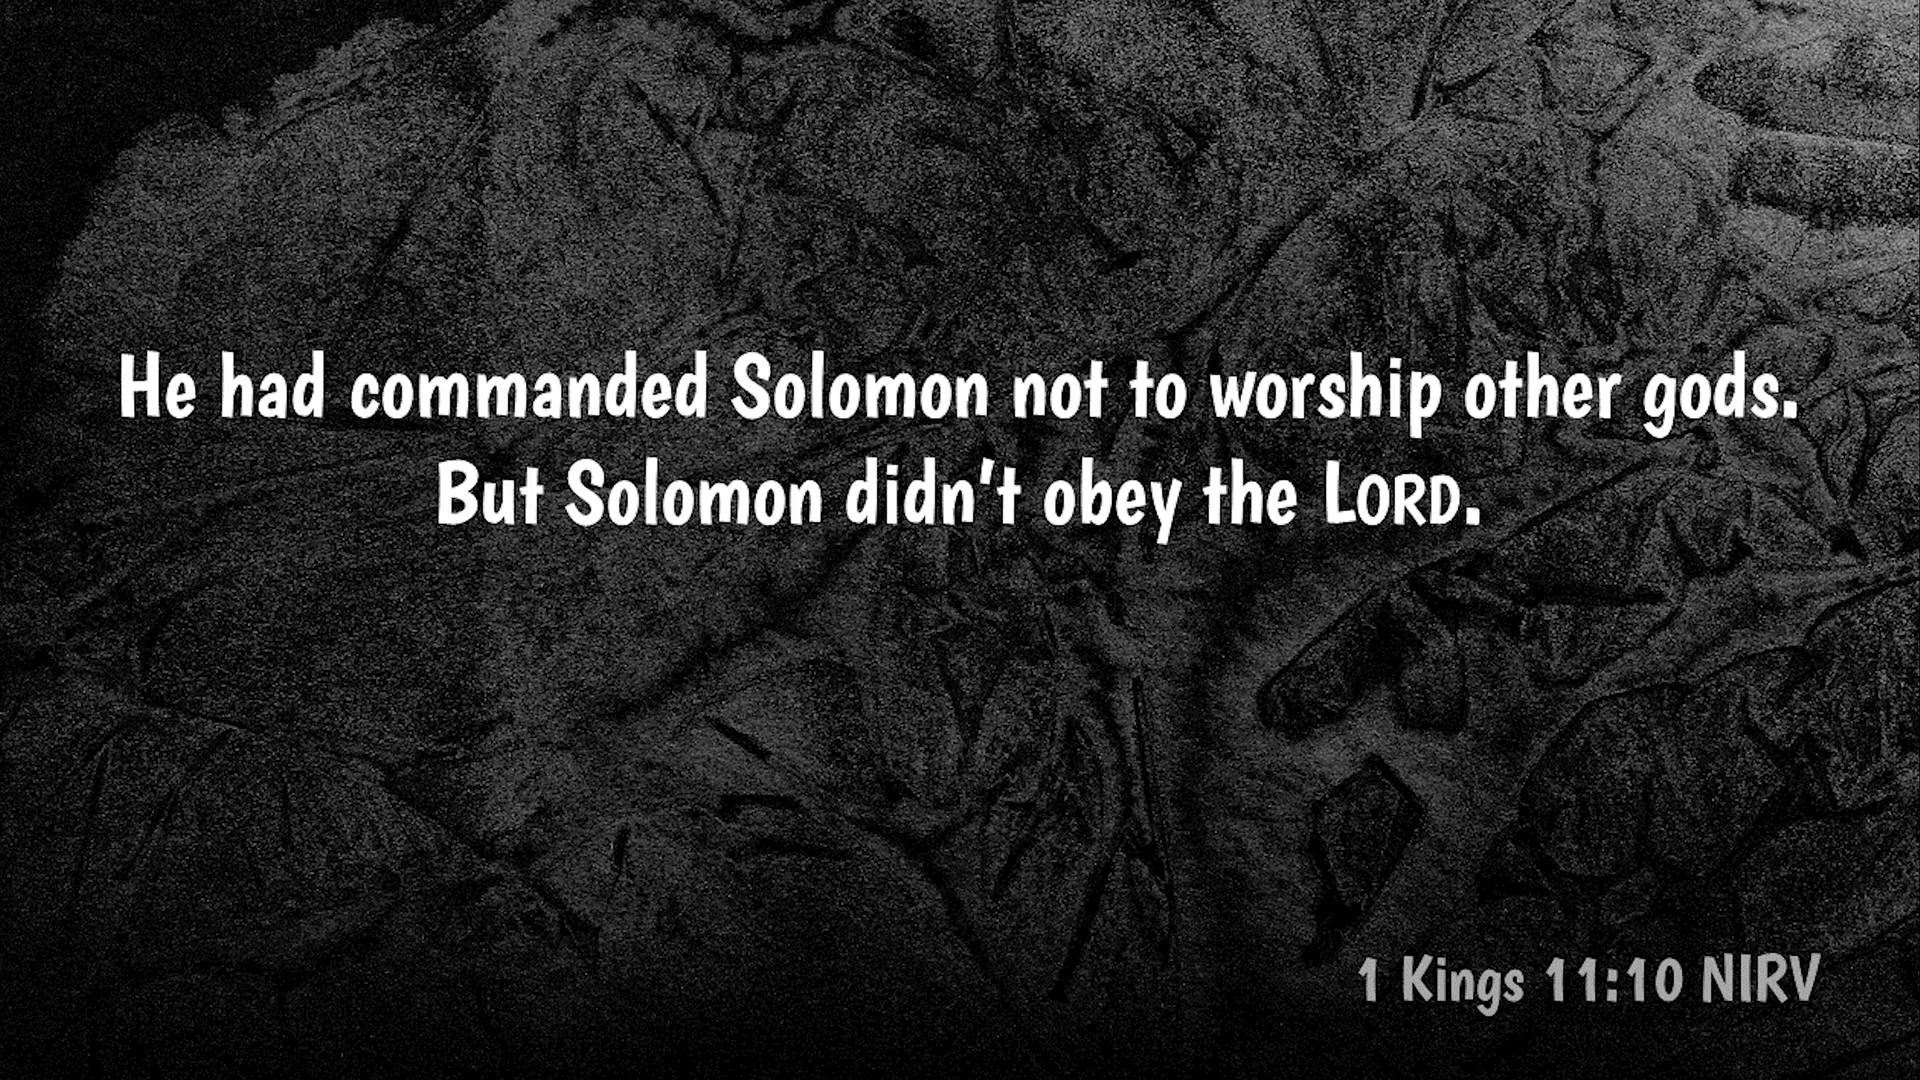 He had commanded Solomon not to worship other gods.
But Solomon didn't obey the LORD.
1 Kings 11:10 NIRV